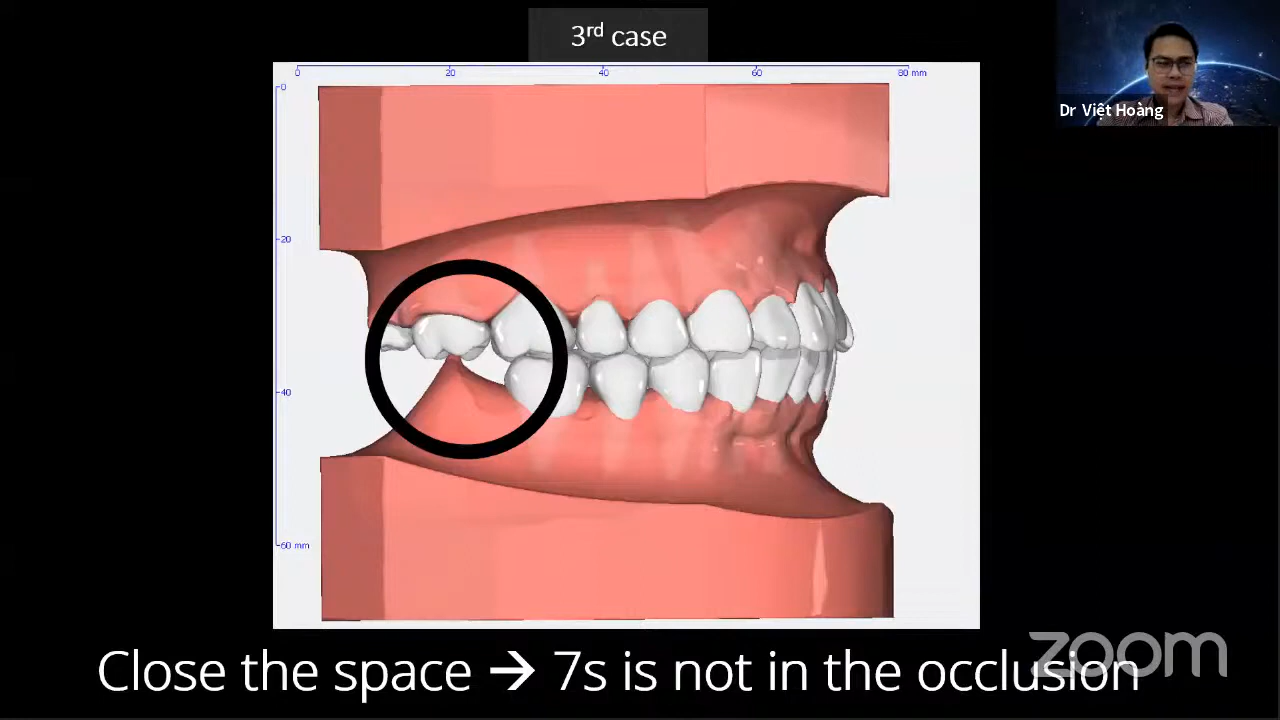 3rd case
0 20 40 60 80 mm
0
20
40
60 mm
Dr Việt Hoàng
Close the space → 7s is not in the occlusion
zoom